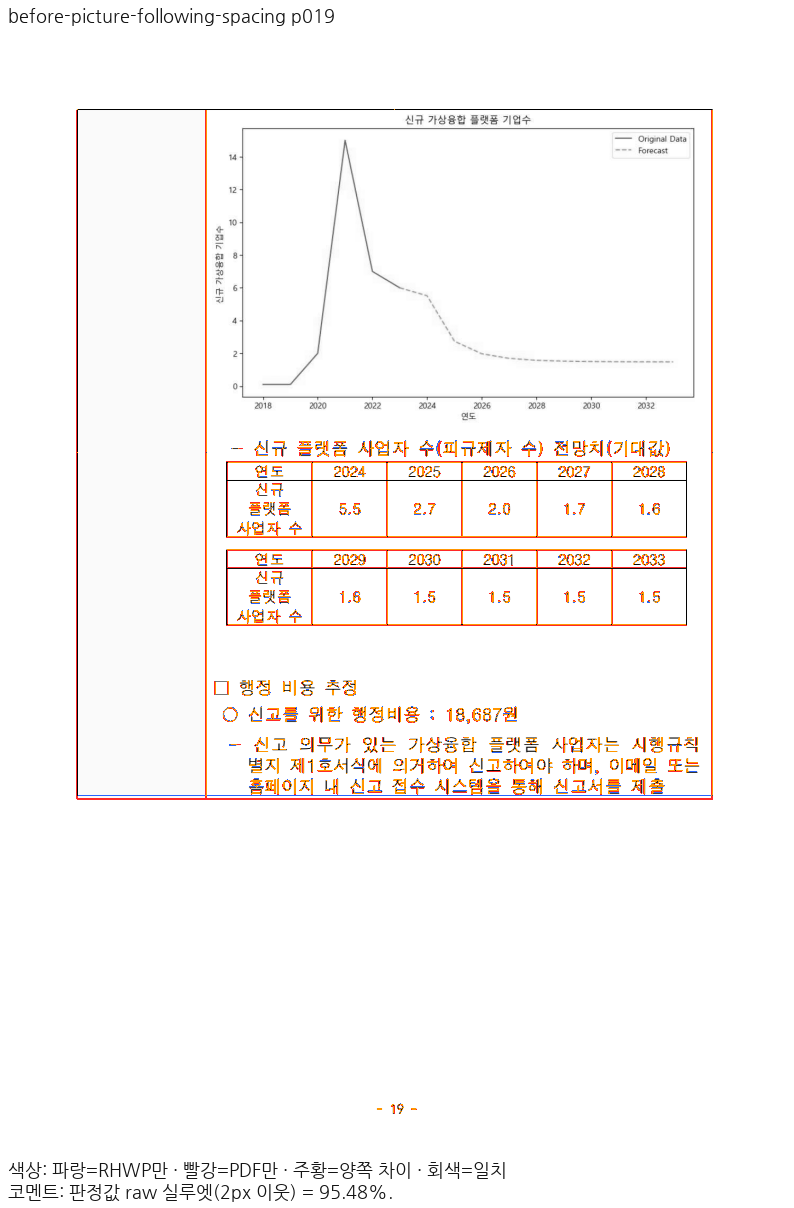 before-picture-following-spacing p019
신규 가상융합 플랫폼 기업수
Original Data
Forecast
신규 가상융합 기업수
14
12
10
8
6
4
2
0
2018 2020 2022 2024 2026 2028 2030 2032
연도
- 신규 플랫폼 사업자 수(피규제자 수) 전망치(기대값)
연도 2024 2025 2026 2027 2028
신규
플랫폼 5.5 2.7 2.0 1.7 1.6
사업자 수
연도 2029 2030 2031 2032 2033
신규
플랫폼 1.6 1.5 1.5 1.5 1.5
사업자 수
□ 행정 비용 추정
○ 신고를 위한 행정비용 : 18,687원
- 신고 의무가 있는 가상융합 플랫폼 사업자는 시행규칙
별지 제1호서식에 의거하여 신고하여야 하며, 이메일 또는
홈페이지 내 신고 접수 시스템을 통해 신고서를 제출
- 19 -
색상: 파랑=RHWP만 · 빨강=PDF만 · 주황=양쪽 차이 · 회색=일치
코멘트: 판정값 raw 실루엣(2px 이웃) = 95.48%.